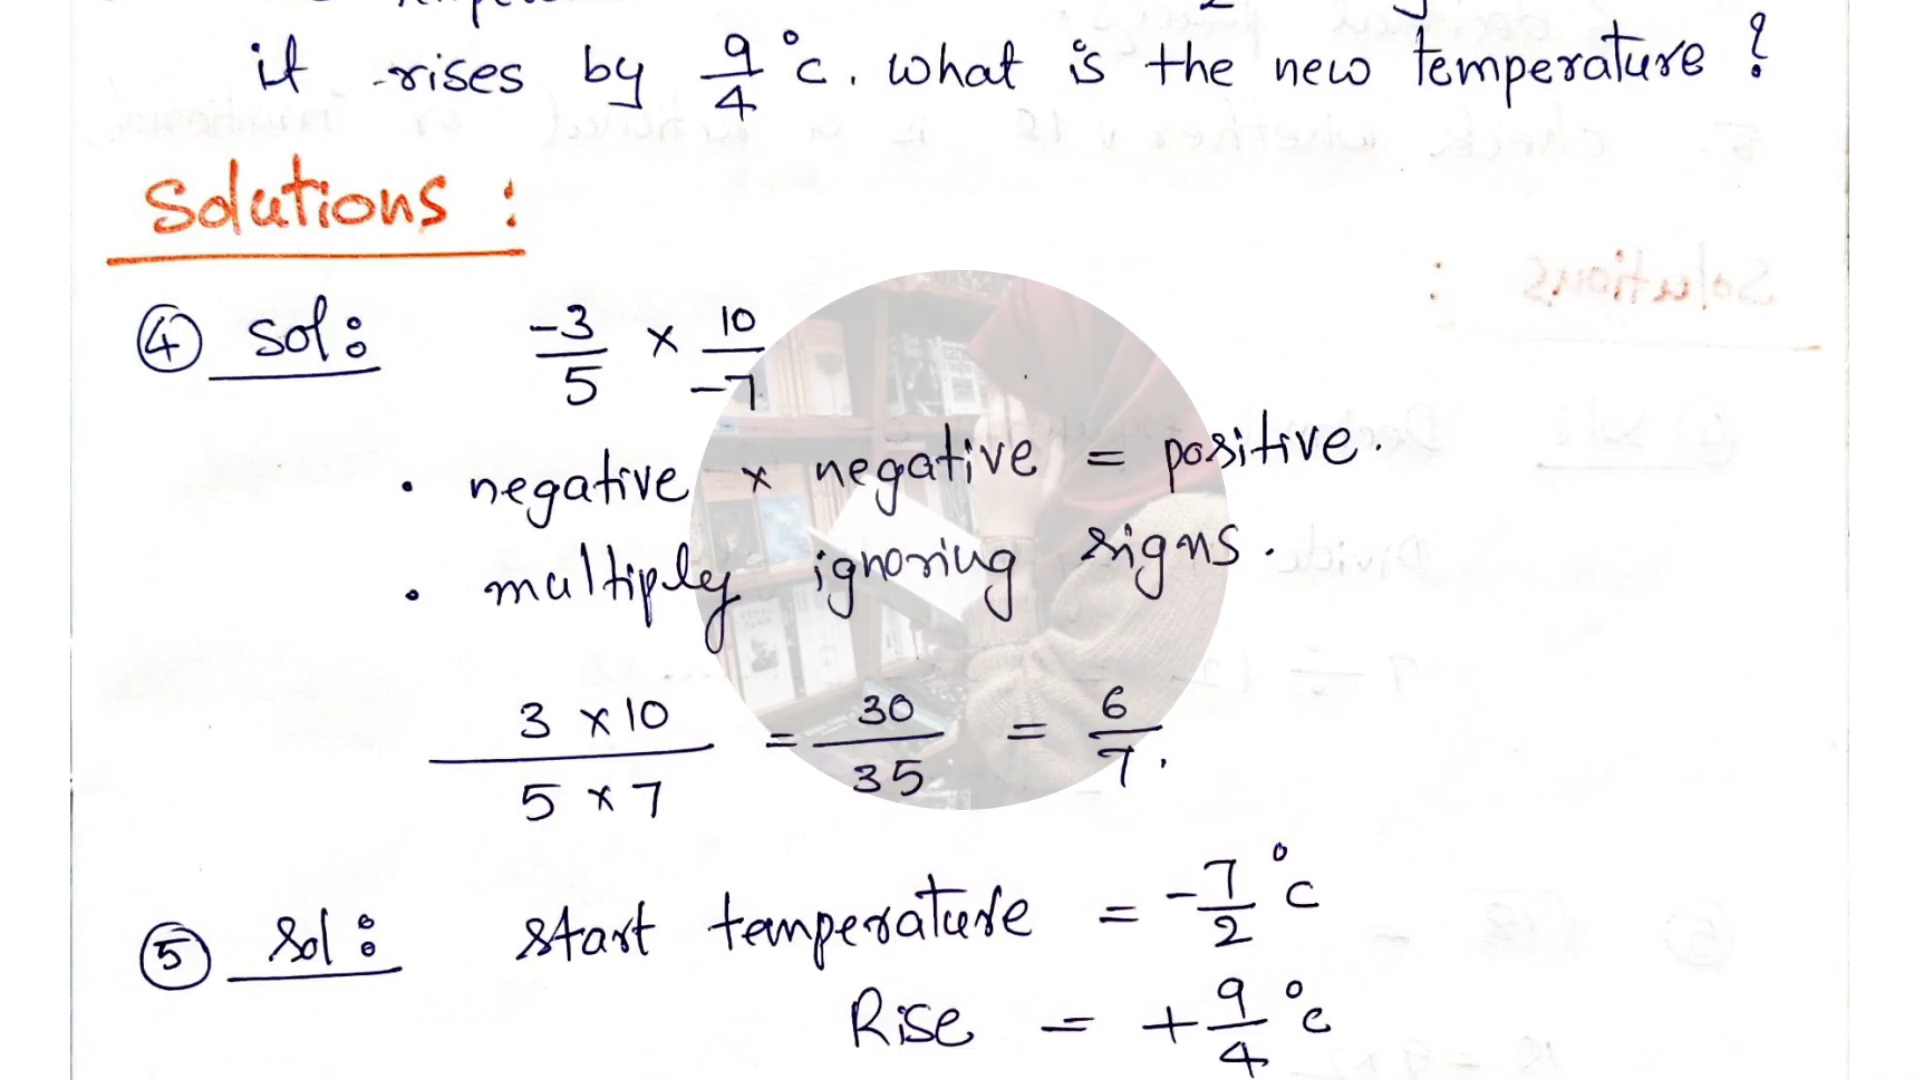 it rises by 9/4 °C. what is the new temperature ?
Solutions :
④ Sol: -3/5 × 10/-7
• negative × negative = positive.
• multiply ignoring signs.
3 × 10 / 5 × 7 = 30/35 = 6/7.
⑤ Sol: start temperature = -7/2 °C
Rise = +9/4 °C